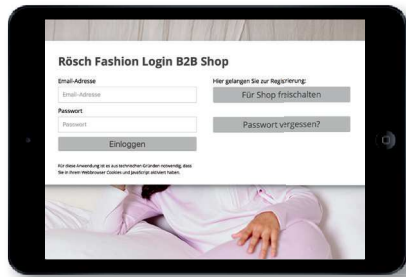 Rösch Fashion Login B2B Shop
Email-Adresse
Email-Adresse
Passwort
Passwort
Einloggen
Für diese Anwendung ist es aus technischen Gründen notwendig, dass
Sie in Ihrem Webbrowser Cookies und JavaScript aktiviert haben.
Hier gelangen Sie zur Registrierung:
Für Shop freischalten
Passwort vergessen?